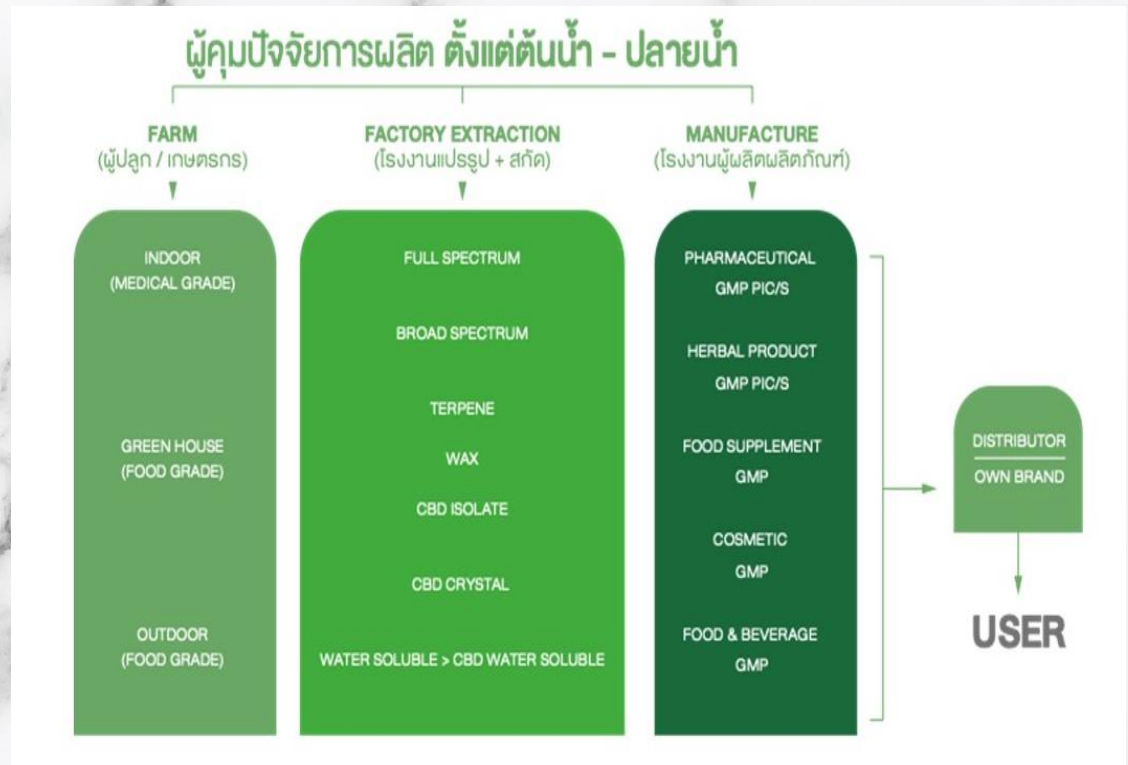 ผู้คุมปัจจัยการผลิต ตั้งแต่ต้นน้ำ - ปลายน้ำ
FARM
(ผู้ปลูก / เกษตรกร)
FACTORY EXTRACTION
(โรงงานแปรรูป + สกัด)
MANUFACTURE
(โรงงานผู้ผลิตผลิตภัณฑ์)
INDOOR
(MEDICAL GRADE)
GREEN HOUSE
(FOOD GRADE)
OUTDOOR
(FOOD GRADE)
FULL SPECTRUM
BROAD SPECTRUM
TERPENE
WAX
CBD ISOLATE
CBD CRYSTAL
WATER SOLUBLE > CBD WATER SOLUBLE
PHARMACEUTICAL
GMP PIC/S
HERBAL PRODUCT
GMP PIC/S
FOOD SUPPLEMENT
GMP
COSMETIC
GMP
FOOD & BEVERAGE
GMP
DISTRIBUTOR
OWN BRAND
USER